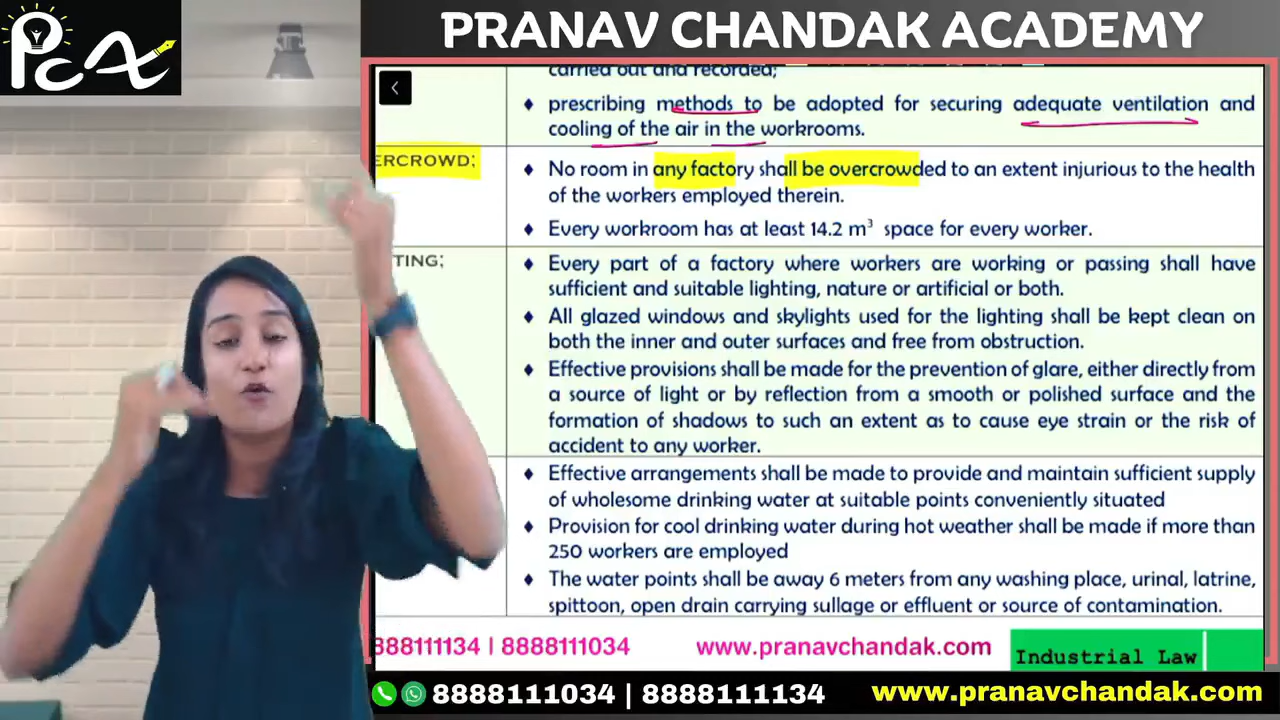 PCA
PRANAV CHANDAK ACADEMY
carried out and recorded;
♦ prescribing methods to be adopted for securing adequate ventilation and
cooling of the air in the workrooms.
ERCROWD;
♦ No room in any factory shall be overcrowded to an extent injurious to the health
of the workers employed therein.
♦ Every workroom has at least 14.2 m³ space for every worker.
TING;
♦ Every part of a factory where workers are working or passing shall have
sufficient and suitable lighting, nature or artificial or both.
♦ All glazed windows and skylights used for the lighting shall be kept clean on
both the inner and outer surfaces and free from obstruction.
♦ Effective provisions shall be made for the prevention of glare, either directly from
a source of light or by reflection from a smooth or polished surface and the
formation of shadows to such an extent as to cause eye strain or the risk of
accident to any worker.
♦ Effective arrangements shall be made to provide and maintain sufficient supply
of wholesome drinking water at suitable points conveniently situated
♦ Provision for cool drinking water during hot weather shall be made if more than
250 workers are employed
♦ The water points shall be away 6 meters from any washing place, urinal, latrine,
spittoon, open drain carrying sullage or effluent or source of contamination.
888111134 | 8888111034
www.pranavchandak.com
Industrial Law
8888111034 | 8888111134
www.pranavchandak.com